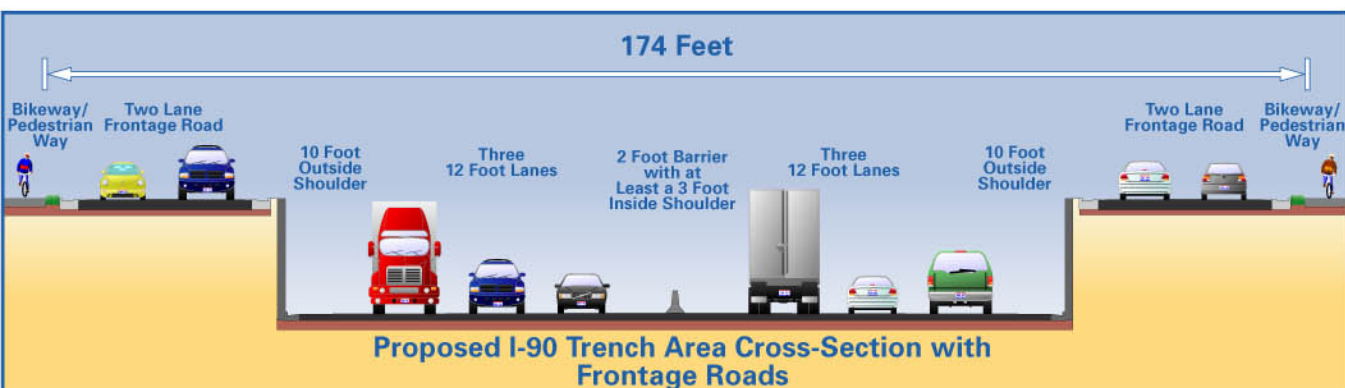 174 Feet
Bikeway/
Pedestrian
Way
Two Lane
Frontage Road
10 Foot
Outside
Shoulder
Three
12 Foot Lanes
2 Foot Barrier
with at
Least a 3 Foot
Inside Shoulder
Three
12 Foot Lanes
10 Foot
Outside
Shoulder
Two Lane
Frontage Road
Bikeway/
Pedestrian
Way
Proposed I-90 Trench Area Cross-Section with
Frontage Roads